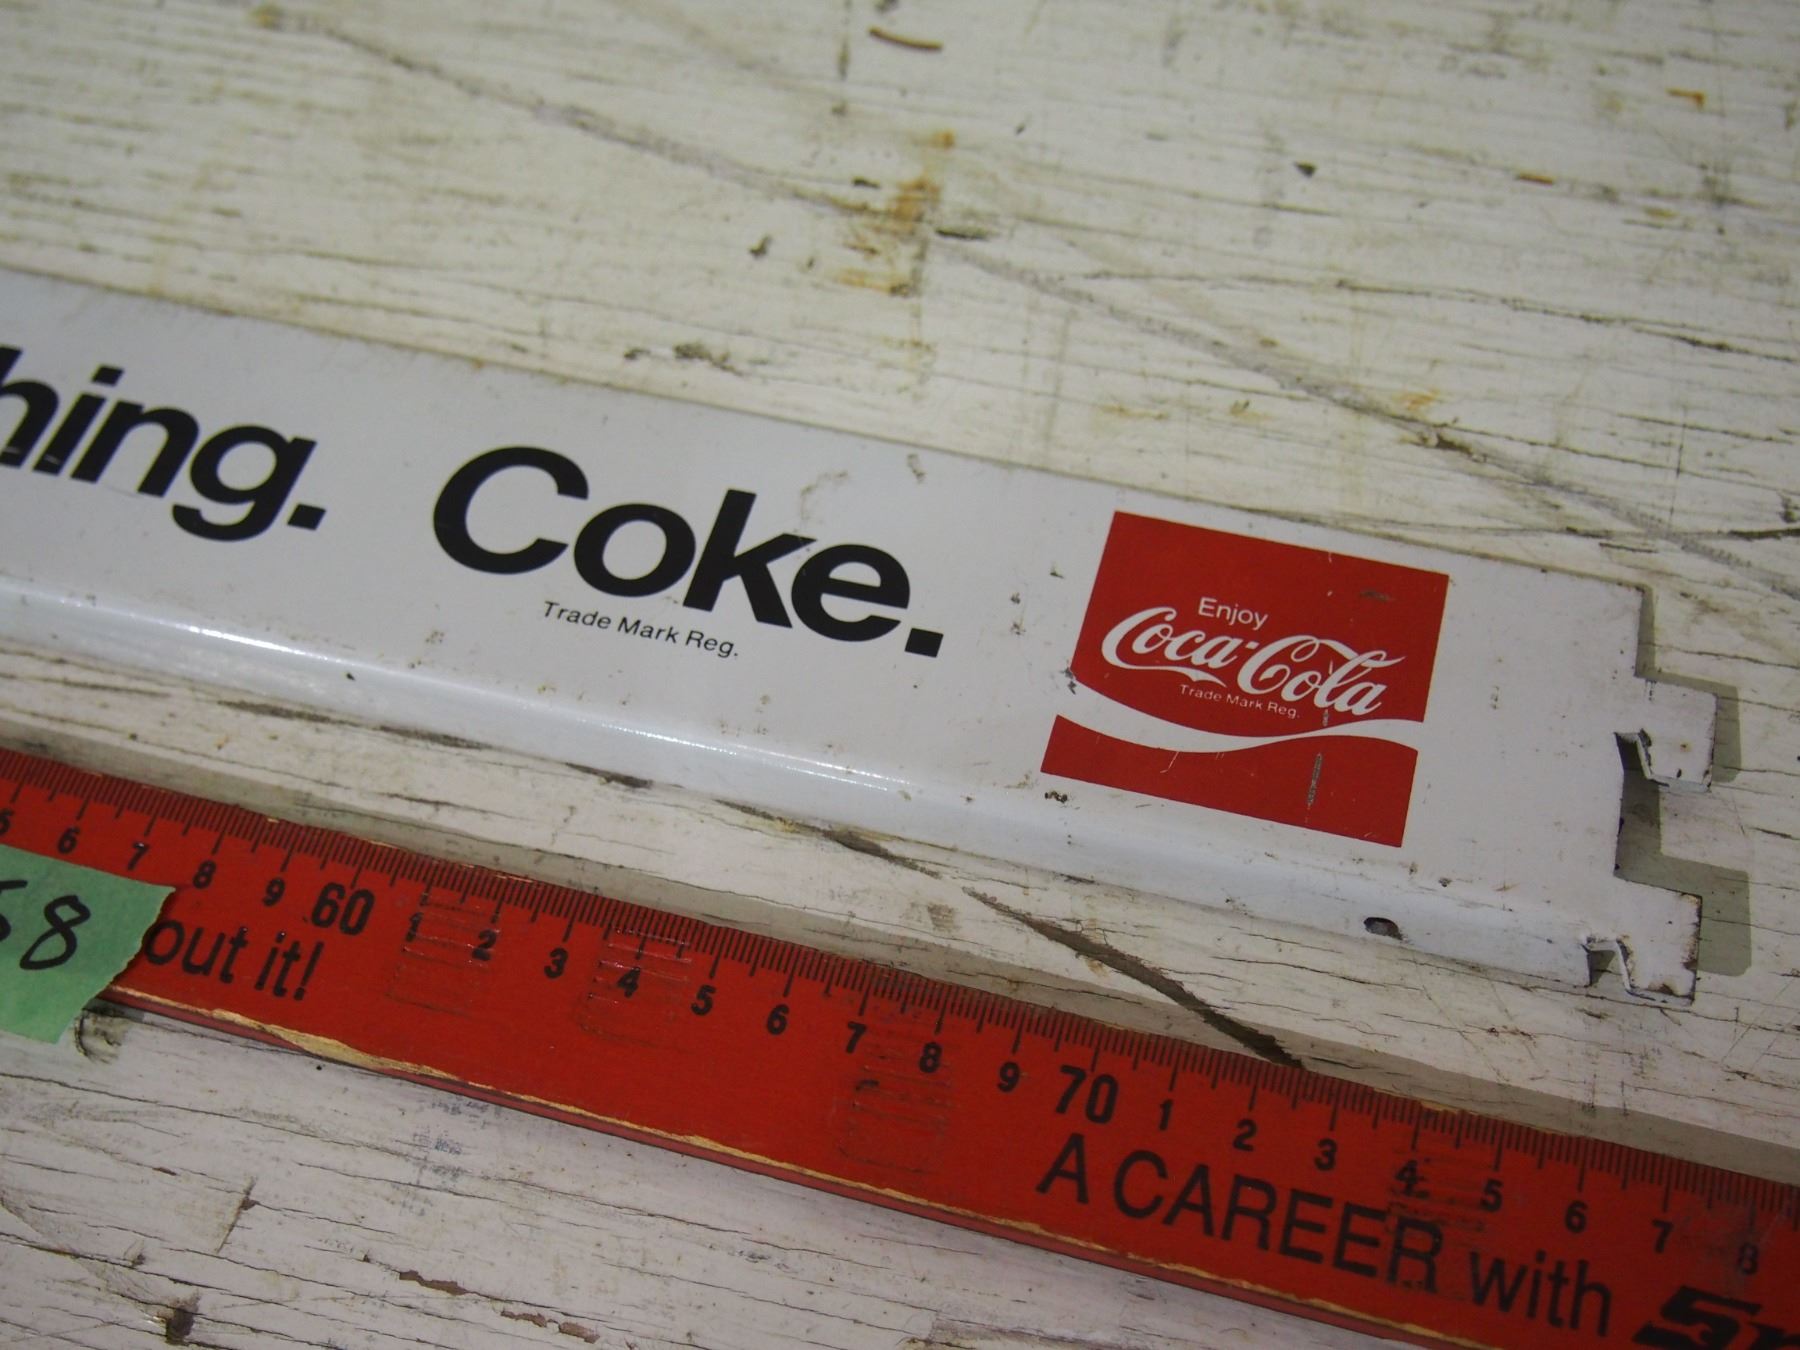 hing. Coke.
Trade Mark Reg.
Enjoy
Coca-Cola
Trade Mark Reg.
5 6 7 8 9 60 1 2 3 4 5 6 7 8 9 70 1 2 3 4 5 6 7 8
58
out it!
A CAREER with